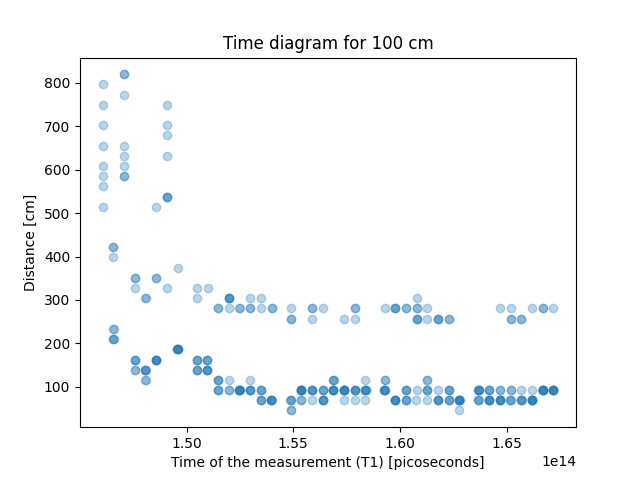 Time diagram for 100 cm
Distance [cm]
800
700
600
500
400
300
200
100
1.50 1.55 1.60 1.65
1e14
Time of the measurement (T1) [picoseconds]